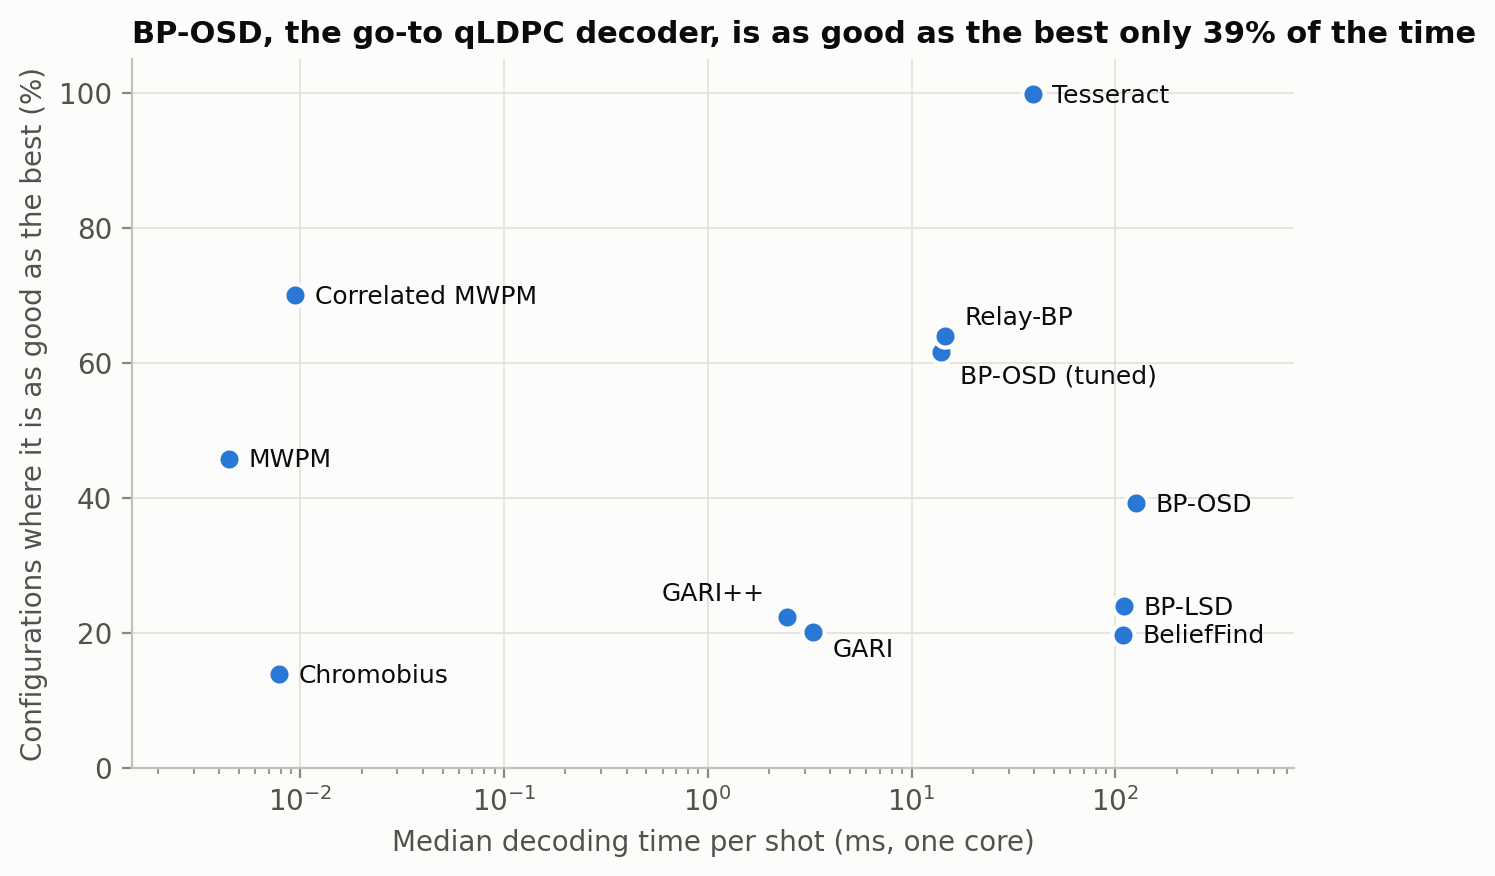 BP-OSD, the go-to qLDPC decoder, is as good as the best only 39% of the time
Configurations where it is as good as the best (%)
100
80
60
40
20
0
Tesseract
Correlated MWPM
Relay-BP
BP-OSD (tuned)
MWPM
BP-OSD
GARI++
BP-LSD
BeliefFind
GARI
Chromobius
10⁻² 10⁻¹ 10⁰ 10¹ 10²
Median decoding time per shot (ms, one core)